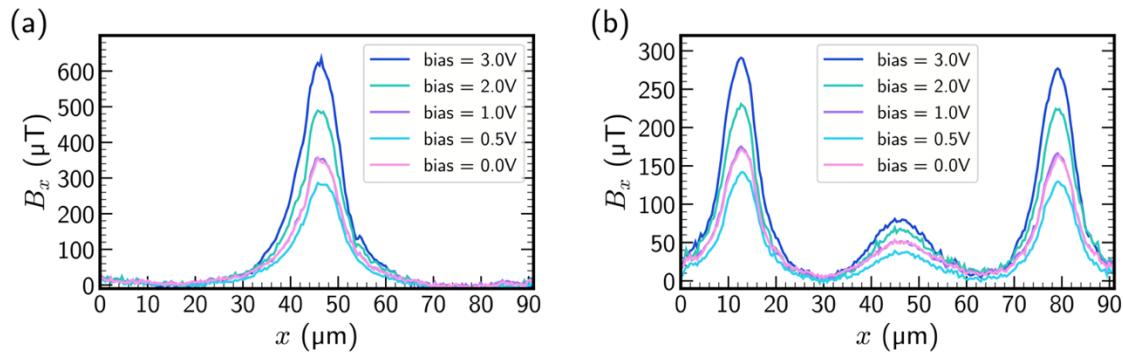 (a)
600
500
400
300
200
100
0
B_x (μT)
bias = 3.0V
bias = 2.0V
bias = 1.0V
bias = 0.5V
bias = 0.0V
0 10 20 30 40 50 60 70 80 90
x (μm)
(b)
300
250
200
150
100
50
0
B_x (μT)
bias = 3.0V
bias = 2.0V
bias = 1.0V
bias = 0.5V
bias = 0.0V
0 10 20 30 40 50 60 70 80 90
x (μm)